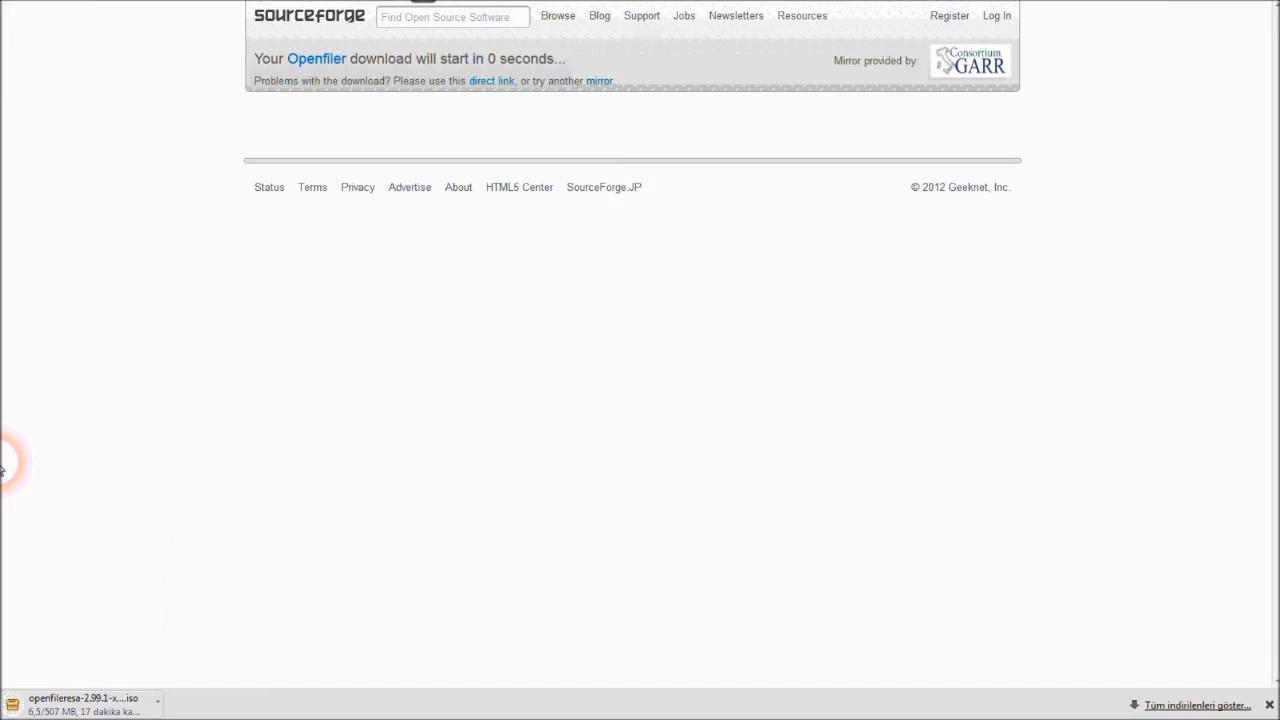 sourceforge Find Open Source Software Browse Blog Support Jobs Newsletters Resources Register Log In
Your Openfiler download will start in 0 seconds...
Mirror provided by: Consortium GARR
Problems with the download? Please use this direct link, or try another mirror.
Status Terms Privacy Advertise About HTML5 Center SourceForge.JP © 2012 Geeknet, Inc.
openfileresa-2.99.1-x....iso
6,5/507 MB, 17 dakika ka...
Tüm indirilenleri göster...